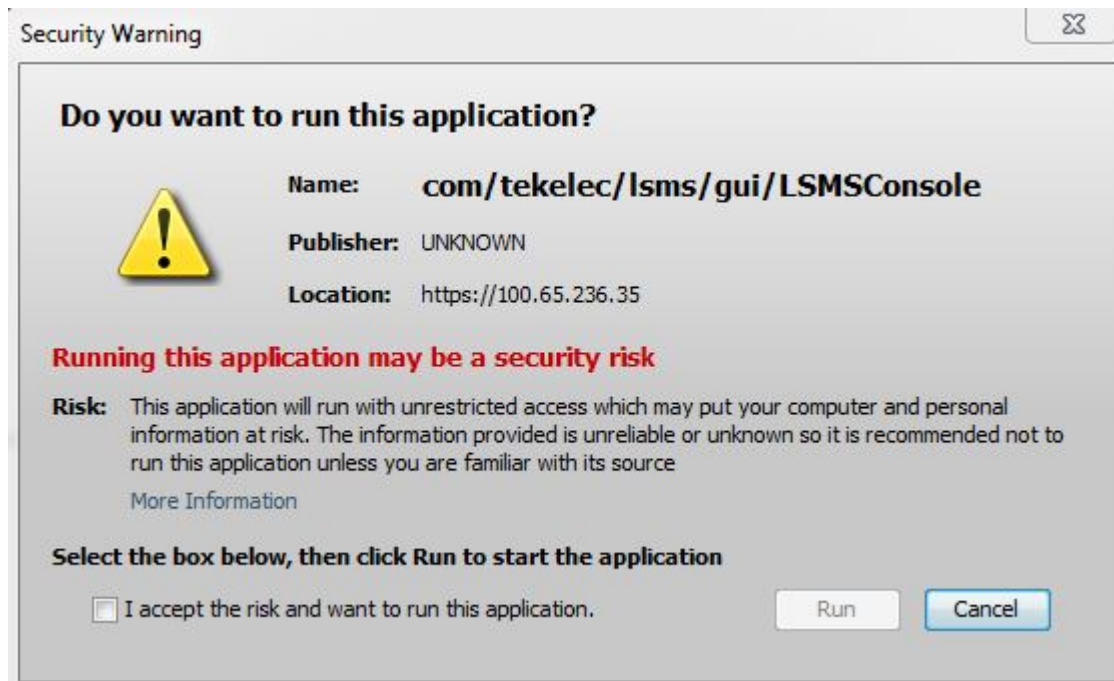 Security Warning
Do you want to run this application?
Name: com/tekelec/lsms/gui/LSMSConsole
Publisher: UNKNOWN
Location: https://100.65.236.35
Running this application may be a security risk
Risk: This application will run with unrestricted access which may put your computer and personal
information at risk. The information provided is unreliable or unknown so it is recommended not to
run this application unless you are familiar with its source
More Information
Select the box below, then click Run to start the application
I accept the risk and want to run this application. Run Cancel